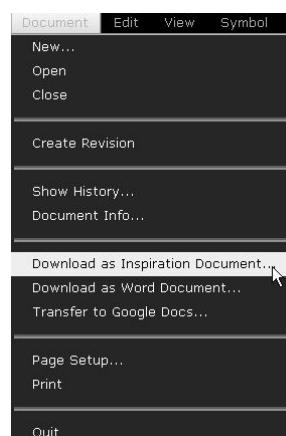 Document Edit View Symbol
New...
Open
Close
Create Revision
Show History...
Document Info...
Download as Inspiration Document...
Download as Word Document...
Transfer to Google Docs...
Page Setup...
Print
Quit